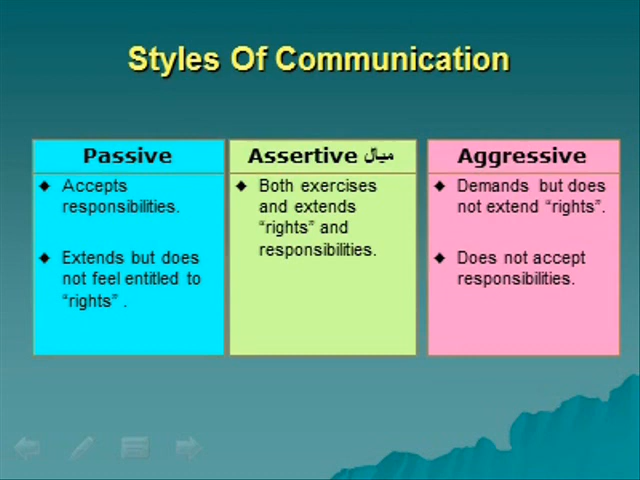 Styles Of Communication
Passive
Accepts
responsibilities.
Extends but does
not feel entitled to
“rights” .
Assertive ميال
Both exercises
and extends
“rights” and
responsibilities.
Aggressive
Demands but does
not extend “rights”.
Does not accept
responsibilities.